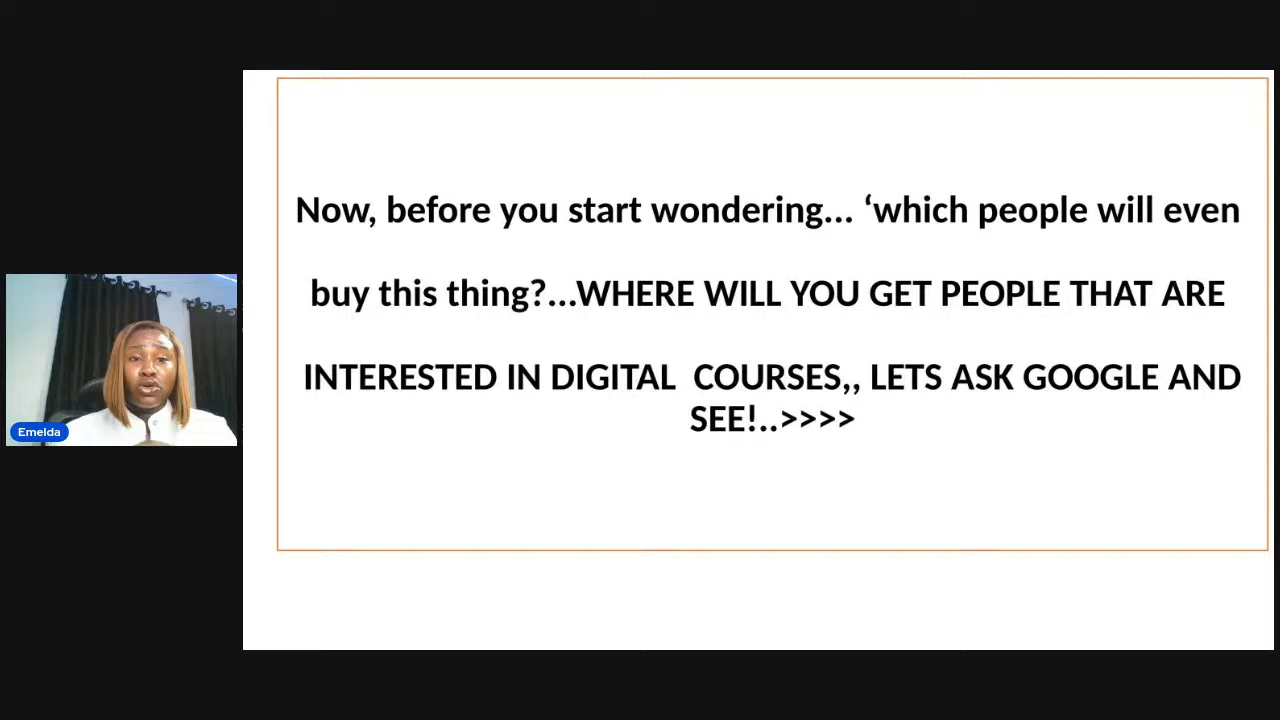 Now, before you start wondering... ‘which people will even
buy this thing?...WHERE WILL YOU GET PEOPLE THAT ARE
INTERESTED IN DIGITAL  COURSES,, LETS ASK GOOGLE AND
SEE!..>>>>
Emelda